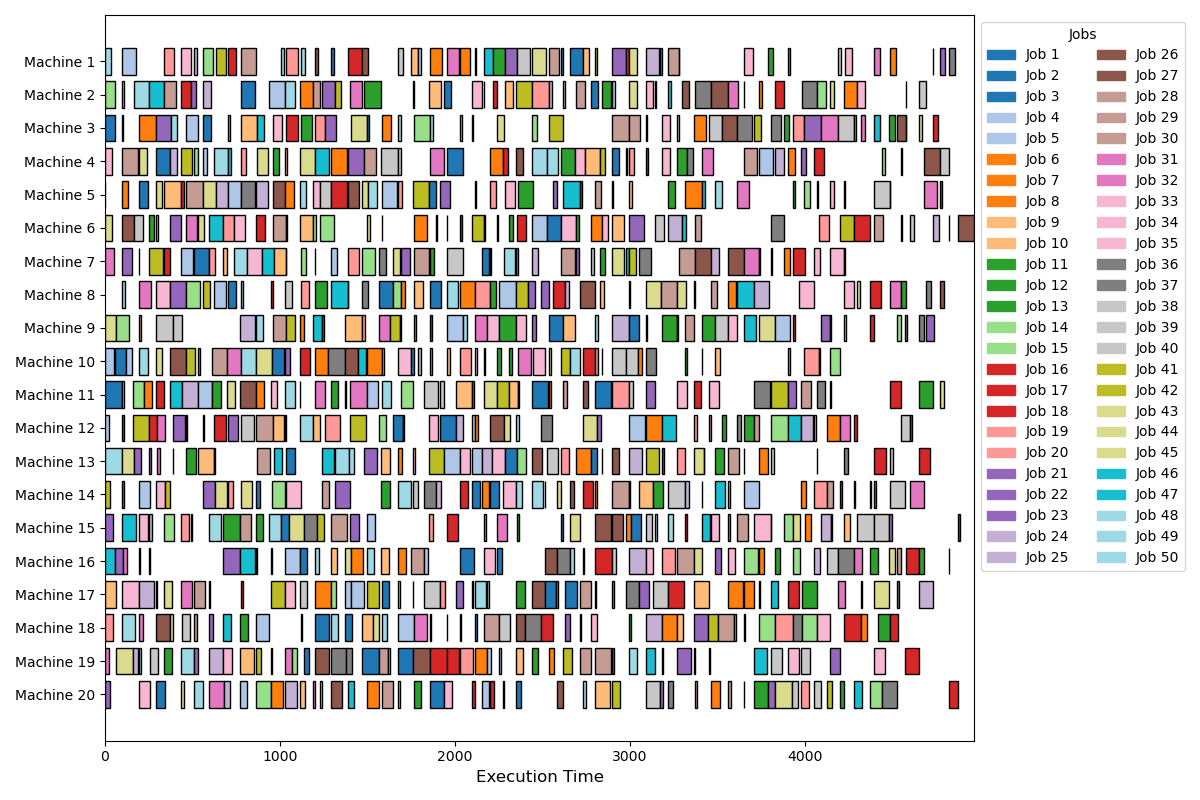 Machine 1
Machine 2
Machine 3
Machine 4
Machine 5
Machine 6
Machine 7
Machine 8
Machine 9
Machine 10
Machine 11
Machine 12
Machine 13
Machine 14
Machine 15
Machine 16
Machine 17
Machine 18
Machine 19
Machine 20
0 1000 2000 3000 4000
Execution Time
Jobs
Job 1 Job 26
Job 2 Job 27
Job 3 Job 28
Job 4 Job 29
Job 5 Job 30
Job 6 Job 31
Job 7 Job 32
Job 8 Job 33
Job 9 Job 34
Job 10 Job 35
Job 11 Job 36
Job 12 Job 37
Job 13 Job 38
Job 14 Job 39
Job 15 Job 40
Job 16 Job 41
Job 17 Job 42
Job 18 Job 43
Job 19 Job 44
Job 20 Job 45
Job 21 Job 46
Job 22 Job 47
Job 23 Job 48
Job 24 Job 49
Job 25 Job 50